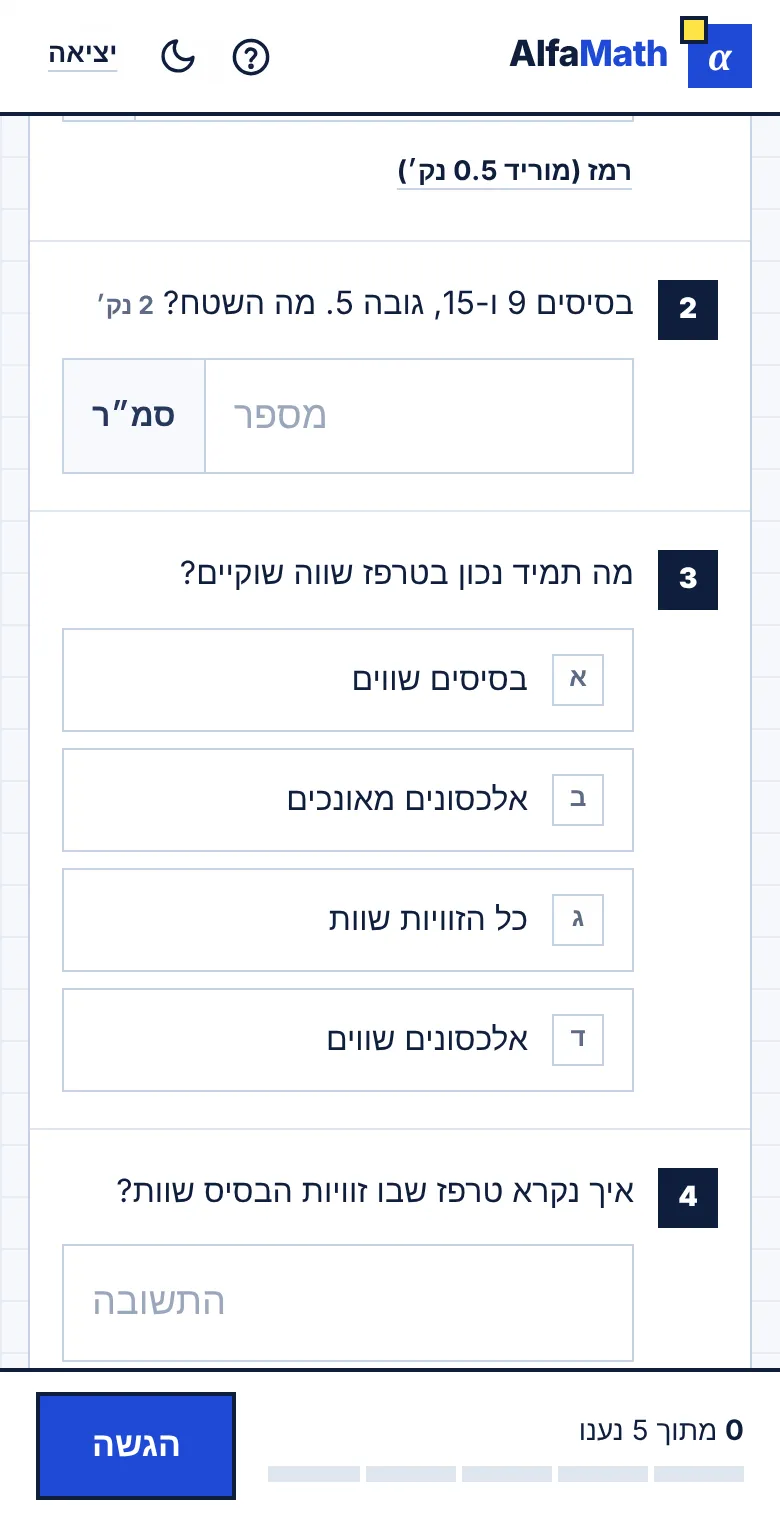 α AlfaMath
יציאה
רמז (מוריד 0.5 נק׳)
2
בסיסים 9 ו-15, גובה 5. מה השטח? 2 נק׳
מספר
סמ״ר
3
מה תמיד נכון בטרפז שווה שוקיים?
א בסיסים שווים
ב אלכסונים מאונכים
ג כל הזוויות שוות
ד אלכסונים שווים
4
איך נקרא טרפז שבו זוויות הבסיס שוות?
התשובה
0 מתוך 5 נענו
הגשה